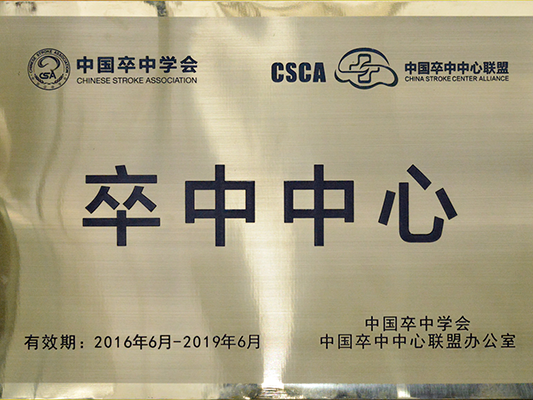 中国卒中学会
CHINESE STROKE ASSOCIATION
CSCA
中国卒中中心联盟
CHINA STROKE CENTER ALLIANCE
卒中中心
有效期：2016年6月-2019年6月
中国卒中学会
中国卒中中心联盟办公室